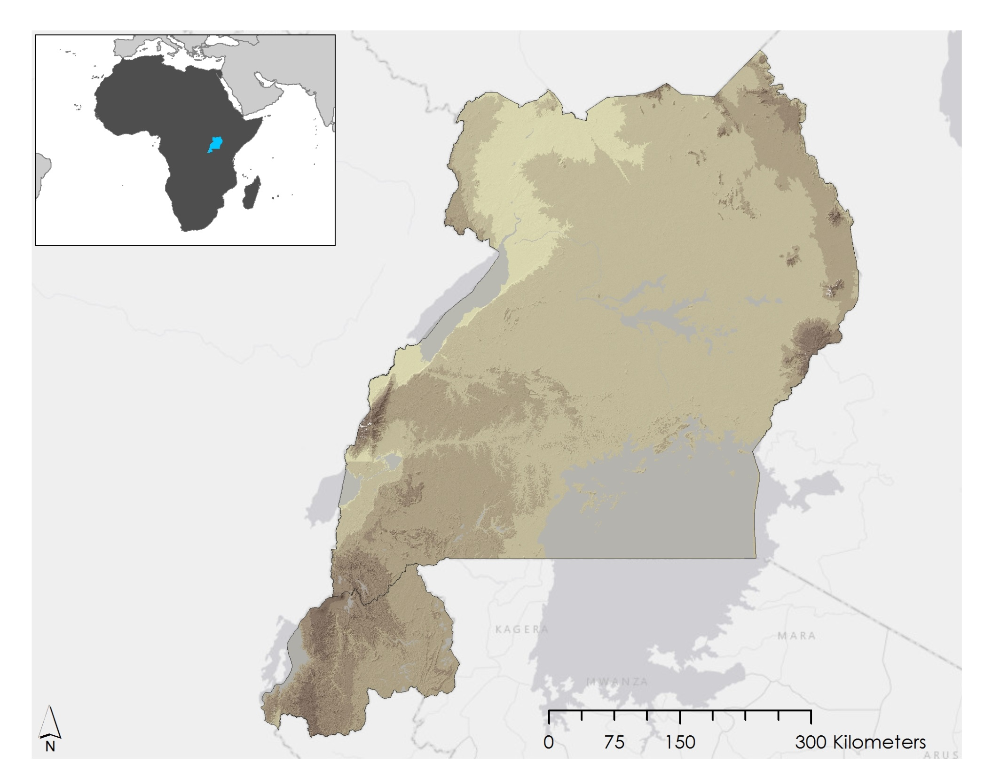 KAGERA
MARA
MWANZA
N
0 75 150 300 Kilometers
ARUS